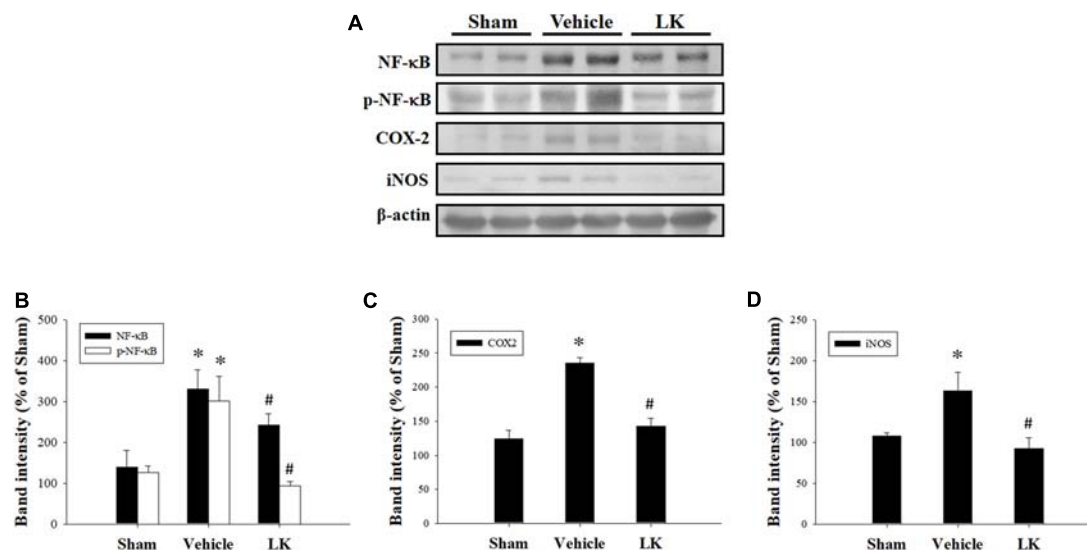 A
Sham Vehicle LK
NF-κB
p-NF-κB
COX-2
iNOS
β-actin
B
Band intensity (% of Sham)
500
400
300
200
100
0
NF-κB
p-NF-κB
* *
#
#
Sham Vehicle LK
C
Band intensity (% of Sham)
300
250
200
150
100
50
0
COX2
*
#
Sham Vehicle LK
D
Band intensity (% of Sham)
250
200
150
100
50
0
iNOS
*
#
Sham Vehicle LK